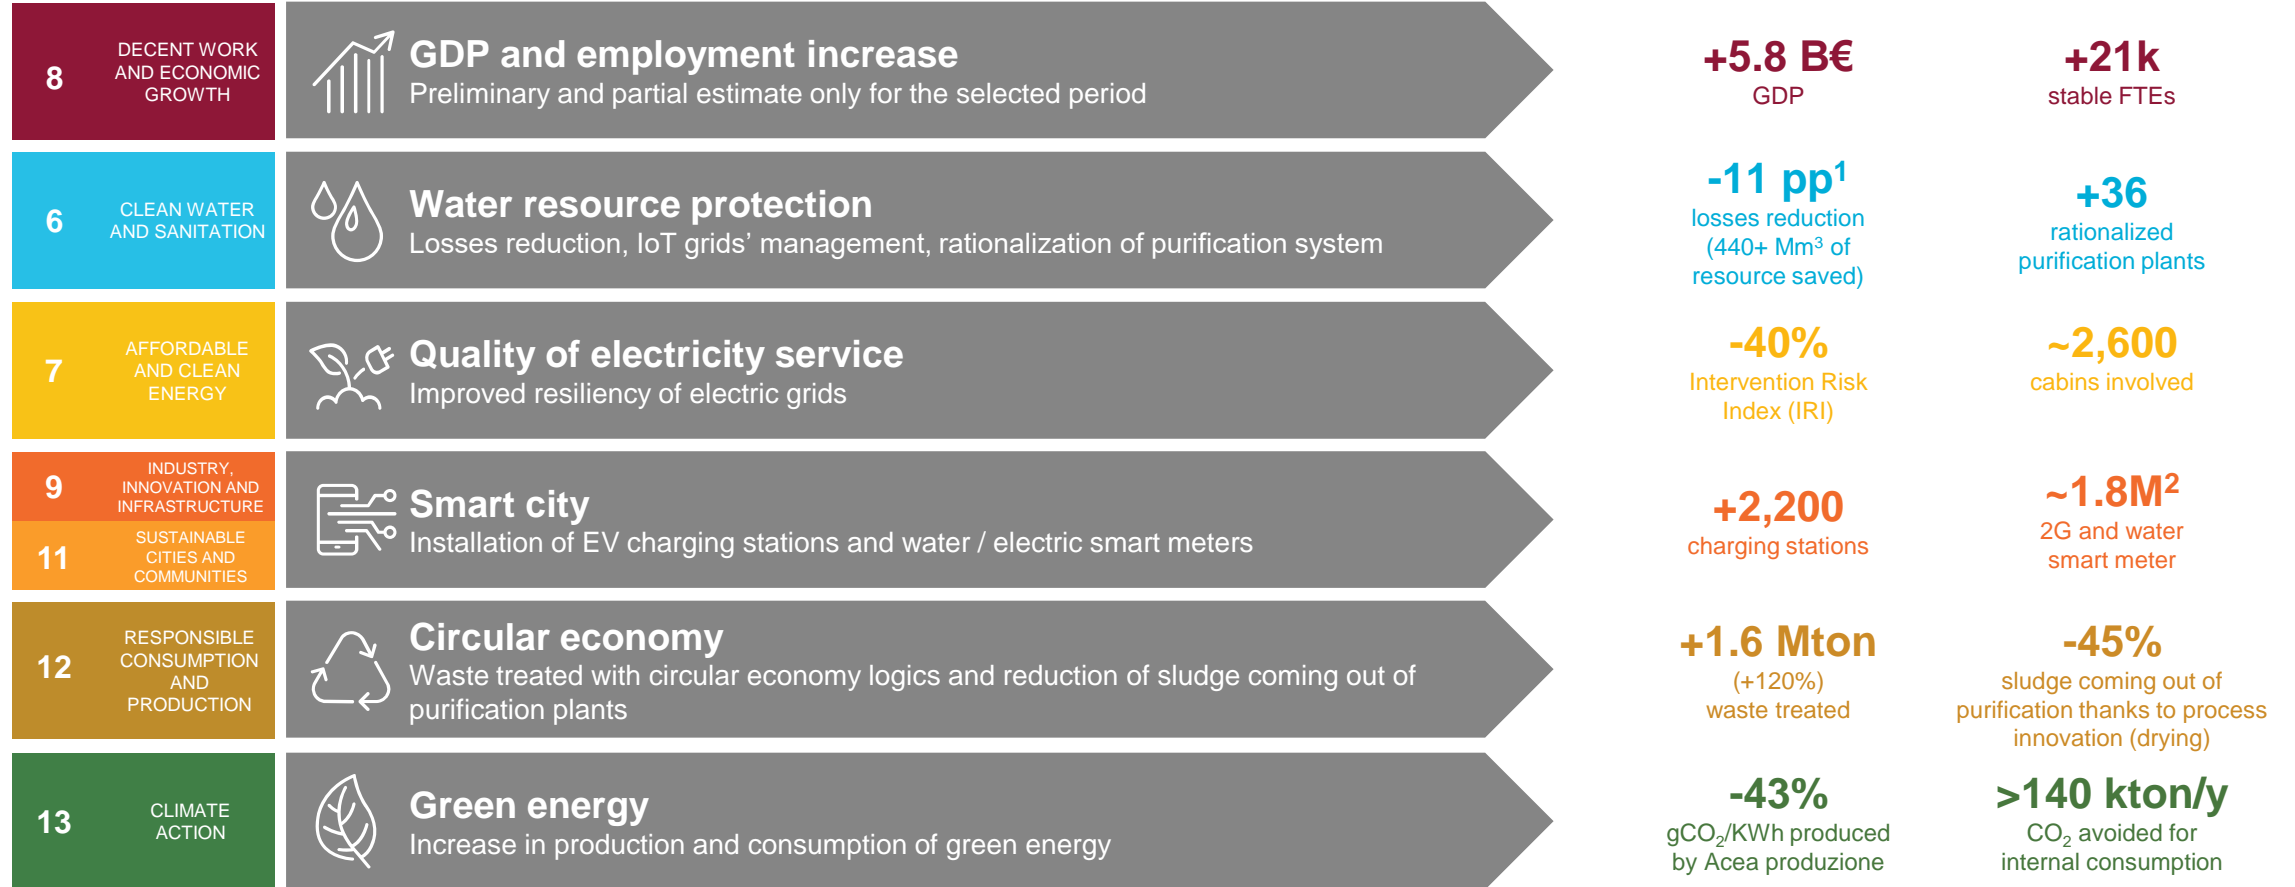 8
DECENT WORK
AND ECONOMIC
GROWTH
GDP and employment increase
Preliminary and partial estimate only for the selected period
+5.8 B€
GDP
+21k
stable FTEs
6
CLEAN WATER
AND SANITATION
Water resource protection
Losses reduction, IoT grids’ management, rationalization of purification system
-11 pp¹
losses reduction
(440+ Mm³ of
resource saved)
+36
rationalized
purification plants
7
AFFORDABLE
AND CLEAN
ENERGY
Quality of electricity service
Improved resiliency of electric grids
-40%
Intervention Risk
Index (IRI)
~2,600
cabins involved
9
INDUSTRY,
INNOVATION AND
INFRASTRUCTURE
11
SUSTAINABLE
CITIES AND
COMMUNITIES
Smart city
Installation of EV charging stations and water / electric smart meters
+2,200
charging stations
~1.8M²
2G and water
smart meter
12
RESPONSIBLE
CONSUMPTION
AND
PRODUCTION
Circular economy
Waste treated with circular economy logics and reduction of sludge coming out of
purification plants
+1.6 Mton
(+120%)
waste treated
-45%
sludge coming out of
purification thanks to process
innovation (drying)
13
CLIMATE
ACTION
Green energy
Increase in production and consumption of green energy
-43%
gCO₂/KWh produced
by Acea produzione
>140 kton/y
CO₂ avoided for
internal consumption